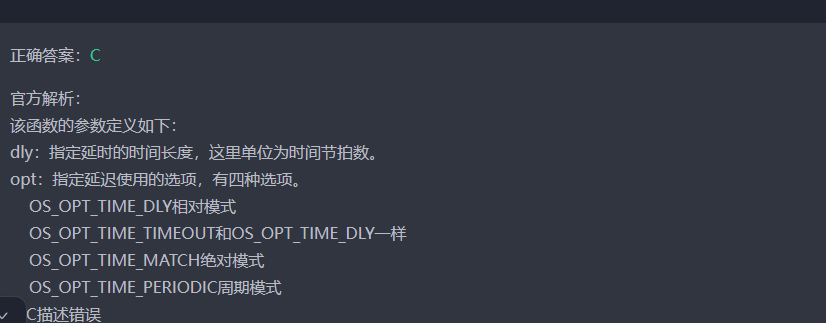 正确答案：C
官方解析：
该函数的参数定义如下：
dly：指定延时的时间长度，这里单位为时间节拍数。
opt：指定延迟使用的选项，有四种选项。
OS_OPT_TIME_DLY相对模式
OS_OPT_TIME_TIMEOUT和OS_OPT_TIME_DLY一样
OS_OPT_TIME_MATCH绝对模式
OS_OPT_TIME_PERIODIC周期模式
C描述错误